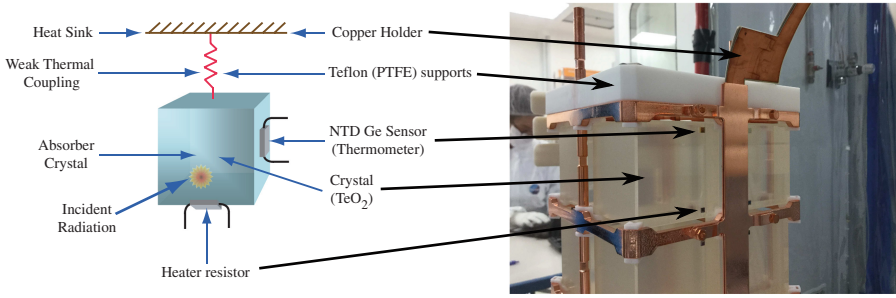 Heat Sink
Copper Holder
Weak Thermal
Coupling
Teflon (PTFE) supports
NTD Ge Sensor
(Thermometer)
Absorber
Crystal
Crystal
(TeO₂)
Incident
Radiation
Heater resistor